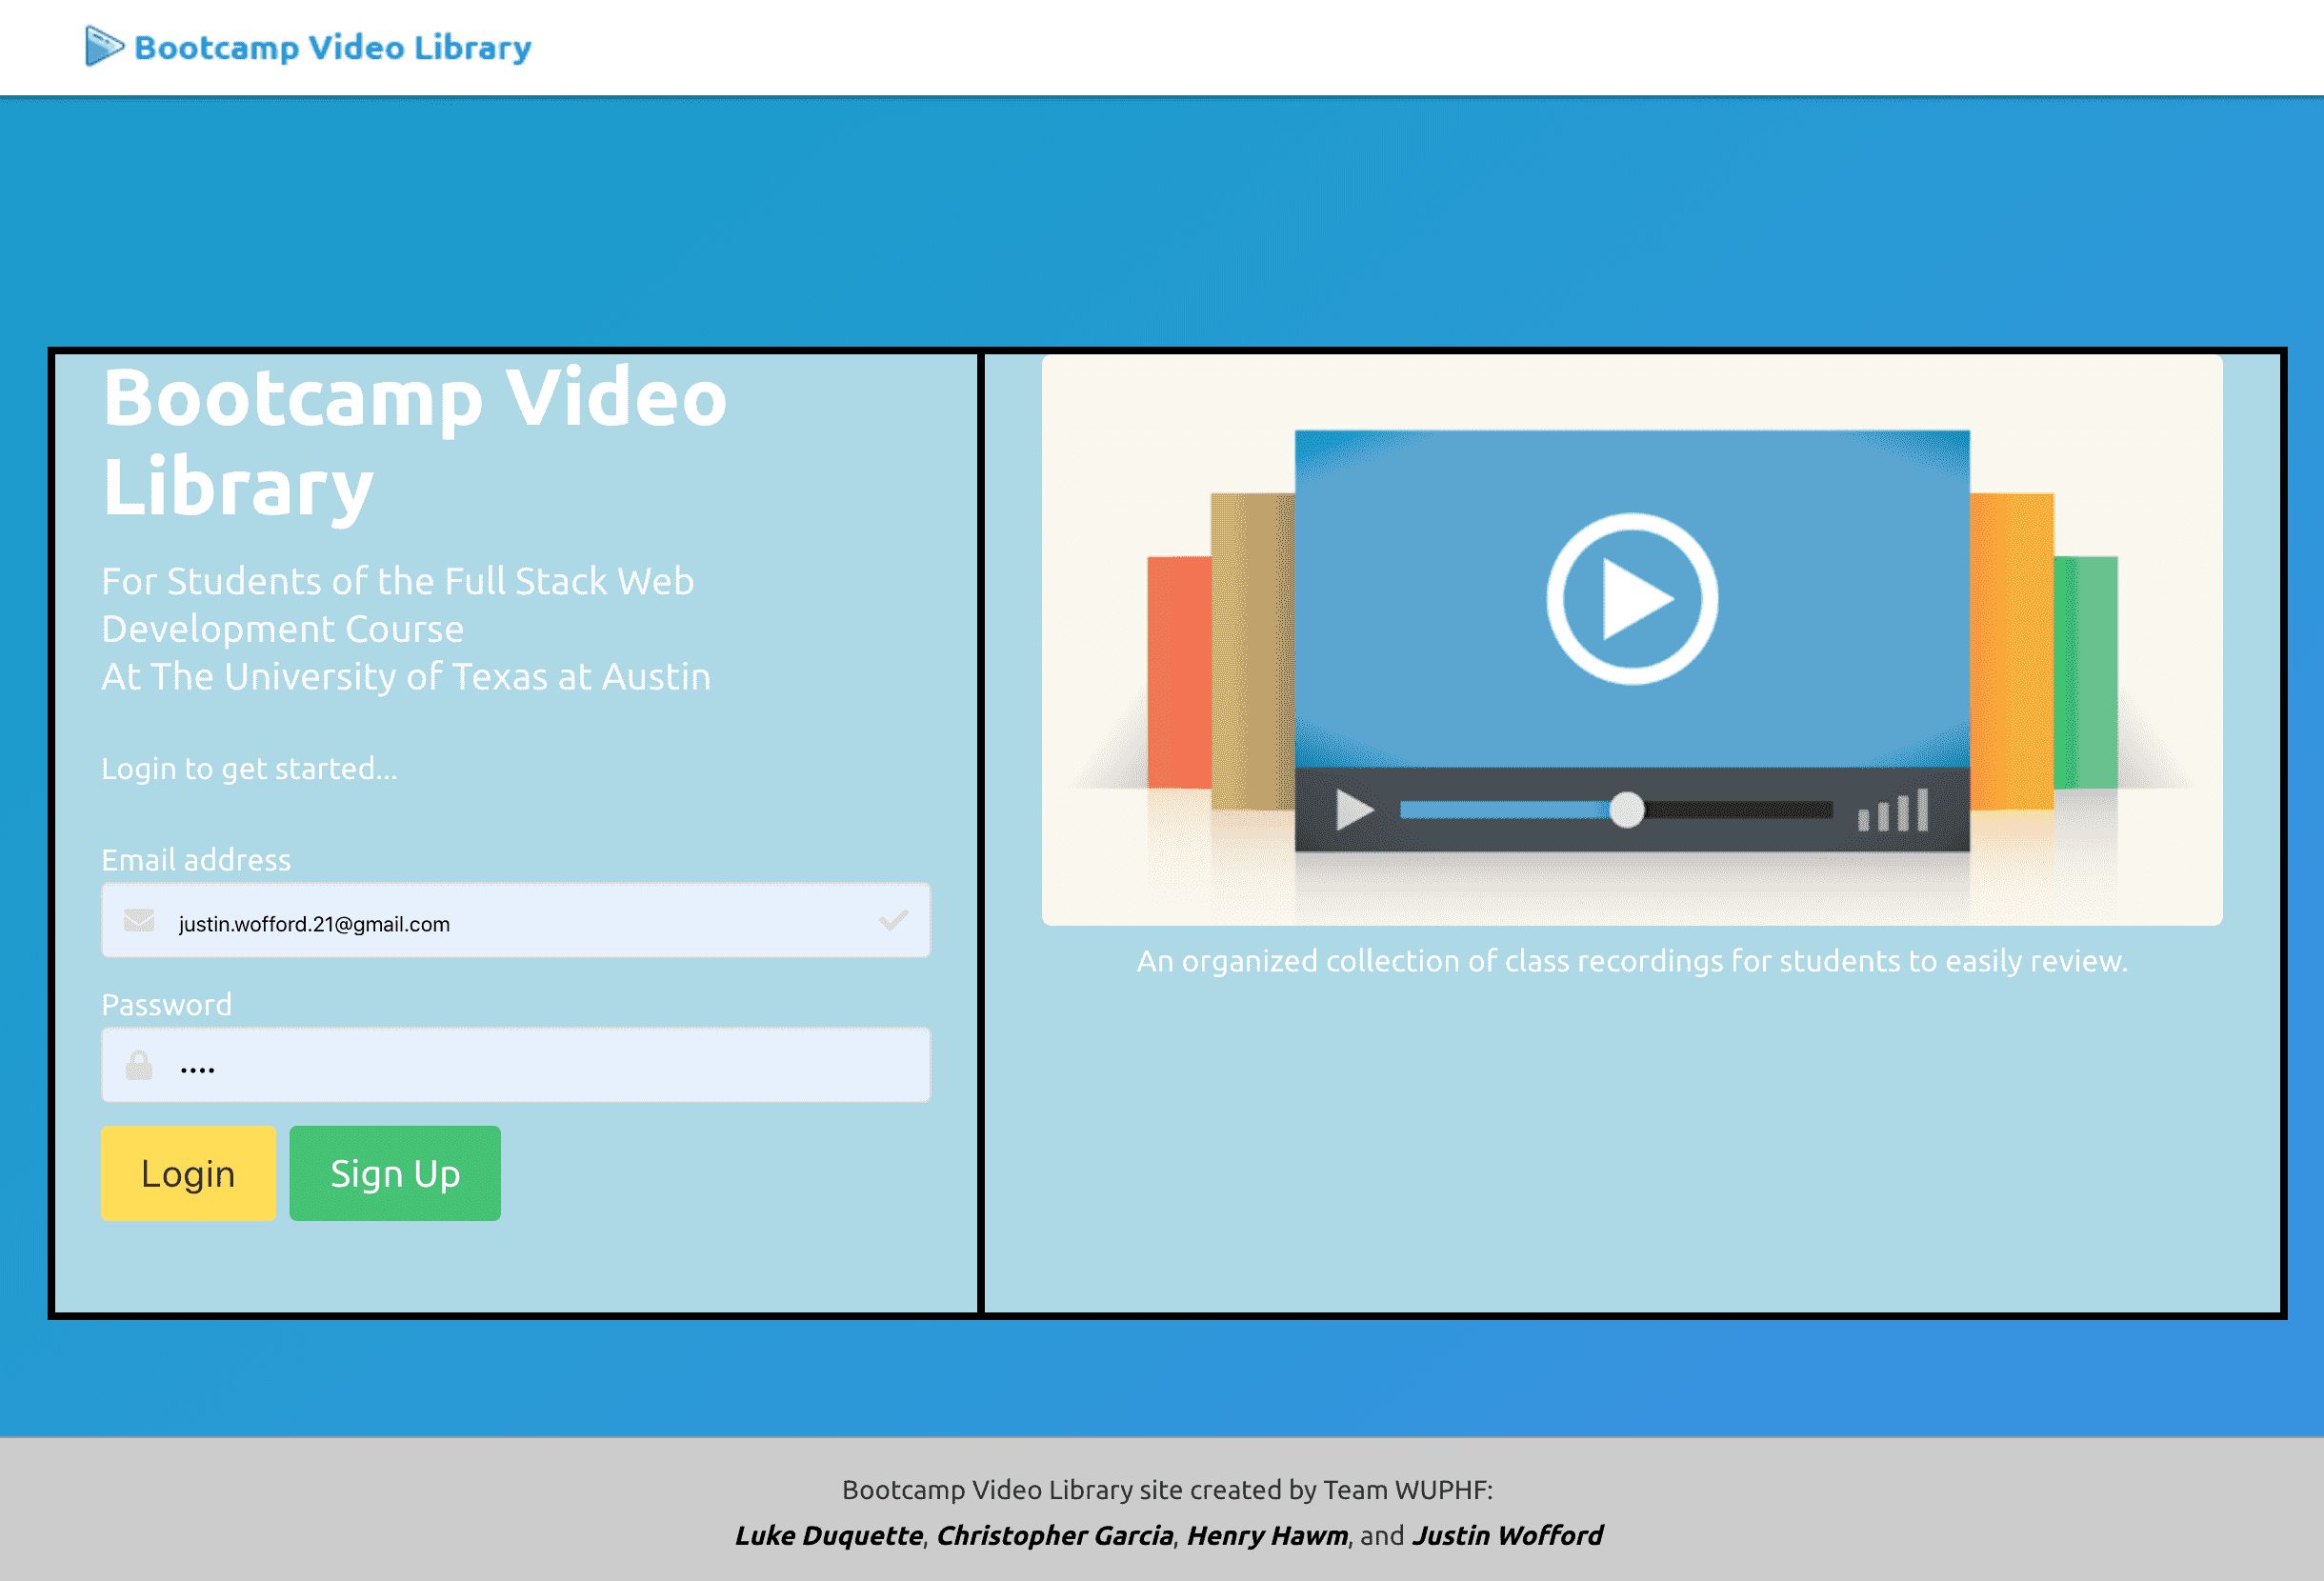 Bootcamp Video Library
Bootcamp Video
Library
For Students of the Full Stack Web
Development Course
At The University of Texas at Austin
Login to get started...
Email address
justin.wofford.21@gmail.com
Password
••••
Login
Sign Up
An organized collection of class recordings for students to easily review.
Bootcamp Video Library site created by Team WUPHF:
Luke Duquette, Christopher Garcia, Henry Hawm, and Justin Wofford